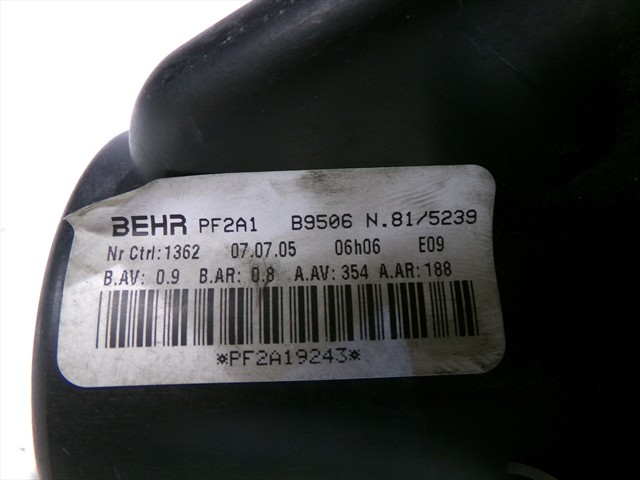 BEHR PF2A1 B9506 N.81/5239
Nr Ctrl:1362 07.07.05 06h06 E09
B.AV: 0.9 B.AR: 0.8 A.AV: 354 A.AR: 188
*PF2A19243*